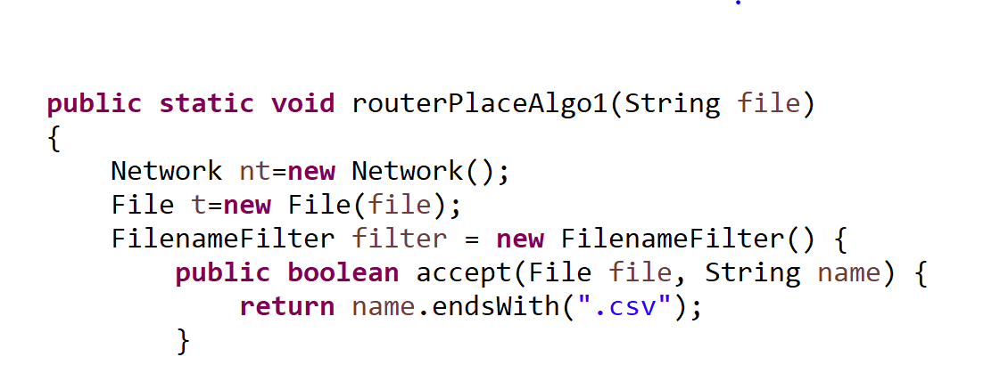 public static void routerPlaceAlgo1(String file)
{
Network nt=new Network();
File t=new File(file);
FilenameFilter filter = new FilenameFilter() {
public boolean accept(File file, String name) {
return name.endsWith(".csv");
}